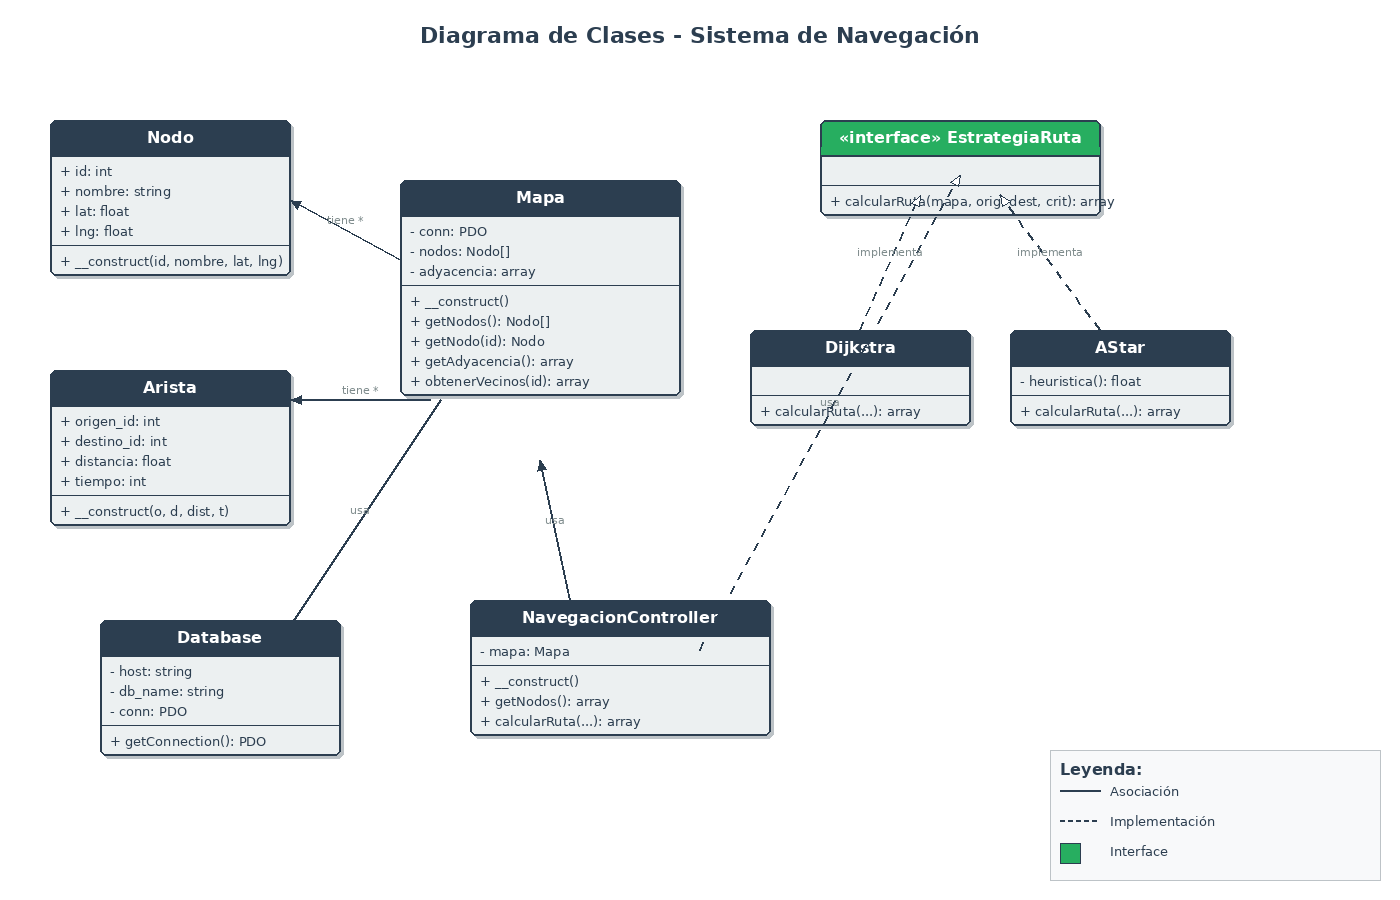 Diagrama de Clases - Sistema de Navegación
Nodo
+ id: int
+ nombre: string
+ lat: float
+ lng: float
+ __construct(id, nombre, lat, lng)
tiene *
Mapa
- conn: PDO
- nodos: Nodo[]
- adyacencia: array
+ __construct()
+ getNodos(): Nodo[]
+ getNodo(id): Nodo
+ getAdyacencia(): array
+ obtenerVecinos(id): array
«interface» EstrategiaRuta
+ calcularRuta(mapa, orig, dest, crit): array
implementa
implementa
Dijkstra
+ calcularRuta(...): array
usa
AStar
- heuristica(): float
+ calcularRuta(...): array
Arista
+ origen_id: int
+ destino_id: int
+ distancia: float
+ tiempo: int
+ __construct(o, d, dist, t)
tiene *
usa
usa
Database
- host: string
- db_name: string
- conn: PDO
+ getConnection(): PDO
NavegacionController
- mapa: Mapa
+ __construct()
+ getNodos(): array
+ calcularRuta(...): array
Leyenda:
Asociación
Implementación
Interface